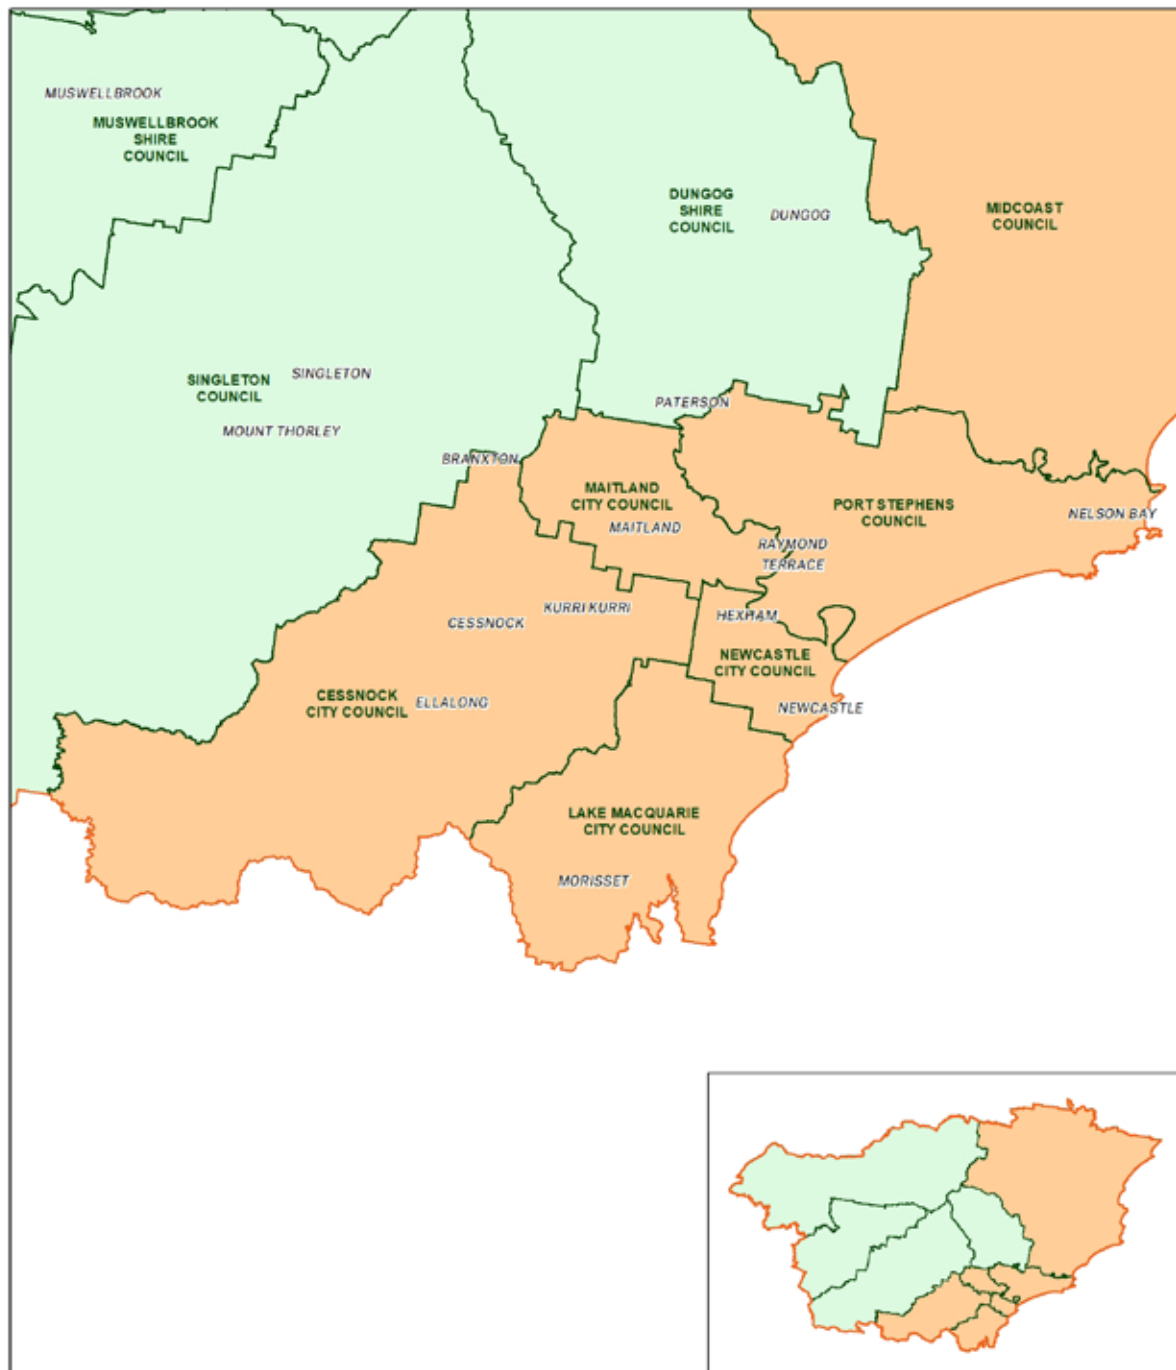 MUSWELLBROOK
MUSWELLBROOK
SHIRE
COUNCIL
DUNGOG
SHIRE
COUNCIL
DUNGOG
MIDCOAST
COUNCIL
SINGLETON
COUNCIL
SINGLETON
MOUNT THORLEY
PATERSON
BRANXTON
MAITLAND
CITY COUNCIL
MAITLAND
PORT STEPHENS
COUNCIL
NELSON BAY
RAYMOND
TERRACE
KURRI KURRI
CESSNOCK
HEXHAM
NEWCASTLE
CITY COUNCIL
CESSNOCK
CITY COUNCIL
ELLALONG
NEWCASTLE
LAKE MACQUARIE
CITY COUNCIL
MORISSET